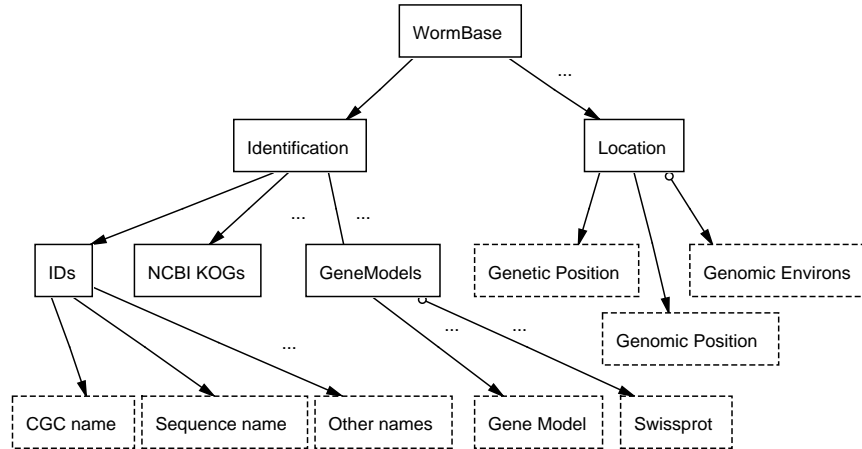 WormBase
...
Identification
Location
...
...
IDs
NCBI KOGs
GeneModels
Genetic Position
Genomic Environs
...
...
...
Genomic Position
CGC name
Sequence name
Other names
Gene Model
Swissprot